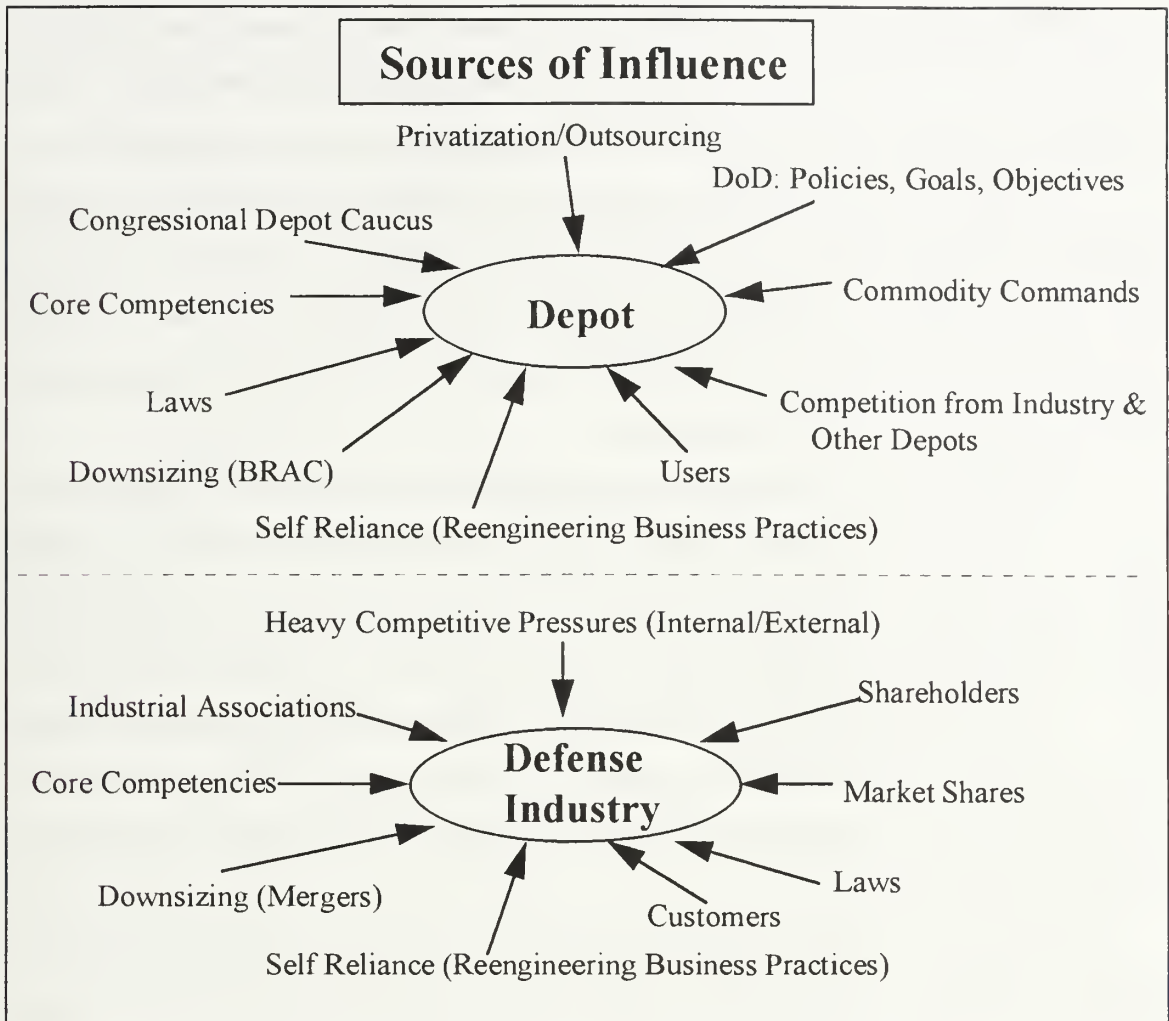 Sources of Influence
Privatization/Outsourcing
DoD: Policies, Goals, Objectives
Congressional Depot Caucus
Core Competencies
Commodity Commands
Depot
Laws
Competition from Industry &
Other Depots
Downsizing (BRAC)
Users
Self Reliance (Reengineering Business Practices)
Heavy Competitive Pressures (Internal/External)
Shareholders
Industrial Associations
Defense
Industry
Core Competencies
Market Shares
Laws
Downsizing (Mergers)
Customers
Self Reliance (Reengineering Business Practices)